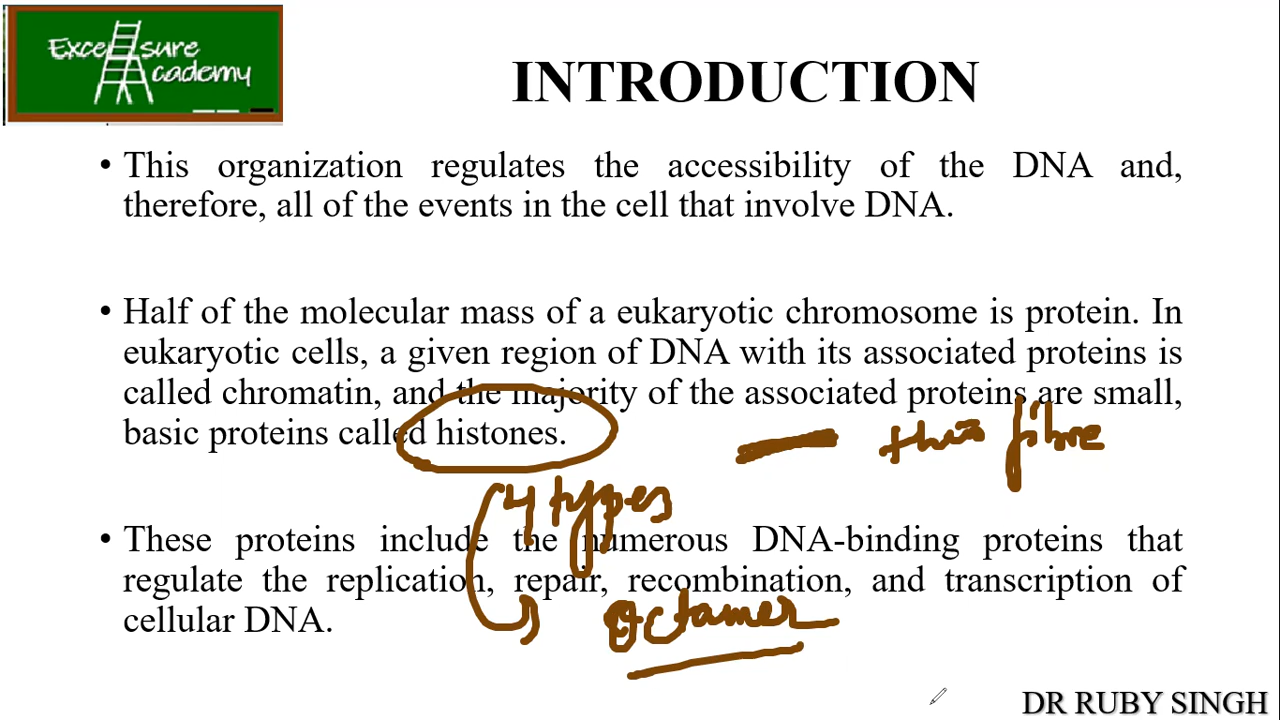 Excelsure
Academy
INTRODUCTION
• This organization regulates the accessibility of the DNA and,
therefore, all of the events in the cell that involve DNA.
• Half of the molecular mass of a eukaryotic chromosome is protein. In
eukaryotic cells, a given region of DNA with its associated proteins is
called chromatin, and the majority of the associated proteins are small,
basic proteins called histones.
fibre
4 types
• These proteins include the numerous DNA-binding proteins that
regulate the replication, repair, recombination, and transcription of
cellular DNA.
Octamer
DR RUBY SINGH